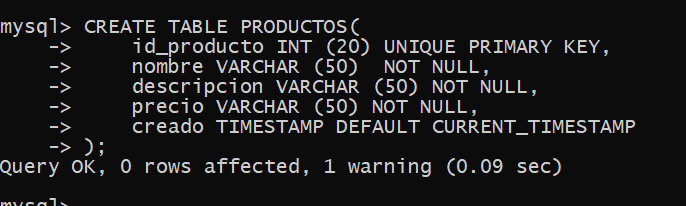 mysql> CREATE TABLE PRODUCTOS(
    ->     id_producto INT (20) UNIQUE PRIMARY KEY,
    ->     nombre VARCHAR (50)  NOT NULL,
    ->     descripcion VARCHAR (50) NOT NULL,
    ->     precio VARCHAR (50) NOT NULL,
    ->     creado TIMESTAMP DEFAULT CURRENT_TIMESTAMP
    -> );
Query OK, 0 rows affected, 1 warning (0.09 sec)
mysql>